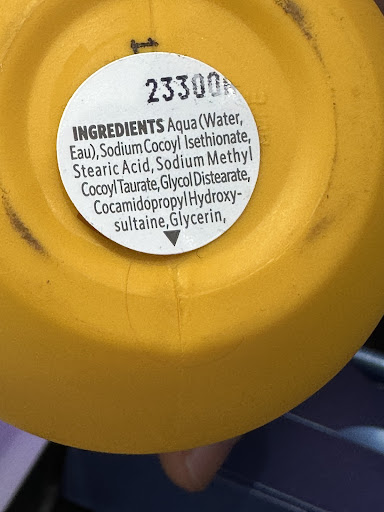 23300
INGREDIENTS Aqua (Water,
Eau), Sodium Cocoyl Isethionate,
Stearic Acid, Sodium Methyl
Cocoyl Taurate, Glycol Distearate,
Cocamidopropyl Hydroxy-
sultaine, Glycerin,